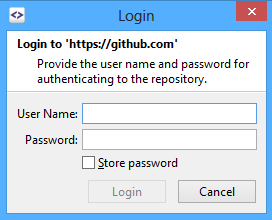 Login
Login to 'https://github.com'
Provide the user name and password for
authenticating to the repository.
User Name:
Password:
Store password
Login Cancel